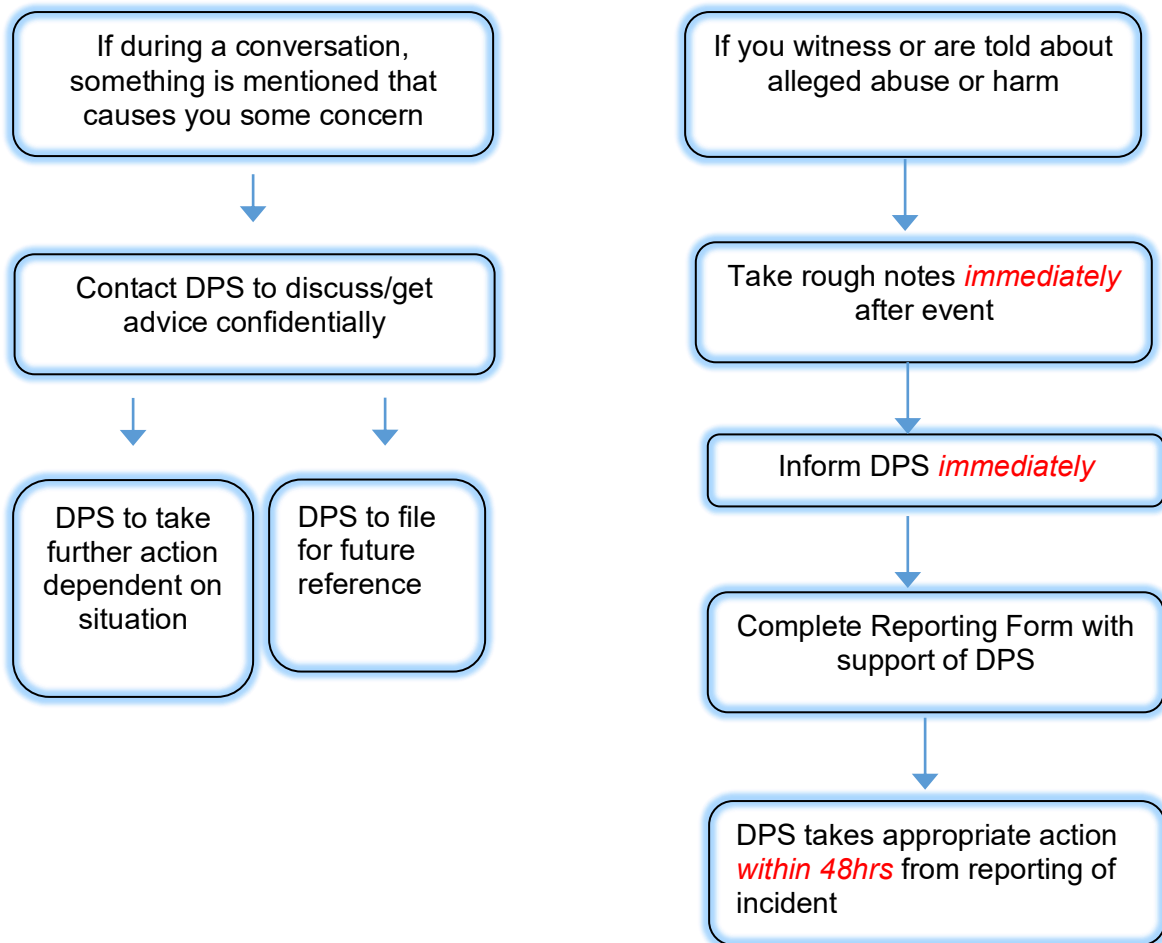 If during a conversation,
something is mentioned that
causes you some concern
Contact DPS to discuss/get
advice confidentially
DPS to take
further action
dependent on
situation
DPS to file
for future
reference
If you witness or are told about
alleged abuse or harm
Take rough notes immediately
after event
Inform DPS immediately
Complete Reporting Form with
support of DPS
DPS takes appropriate action
within 48hrs from reporting of
incident